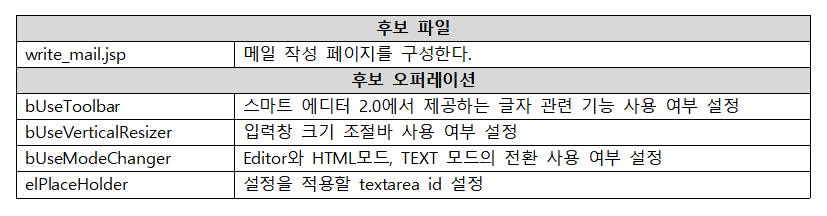 후보 파일
write_mail.jsp 메일 작성 페이지를 구성한다.
후보 오퍼레이션
bUseToolbar 스마트 에디터 2.0에서 제공하는 글자 관련 기능 사용 여부 설정
bUseVerticalResizer 입력창 크기 조절바 사용 여부 설정
bUseModeChanger Editor와 HTML모드, TEXT 모드의 전환 사용 여부 설정
elPlaceHolder 설정을 적용할 textarea id 설정